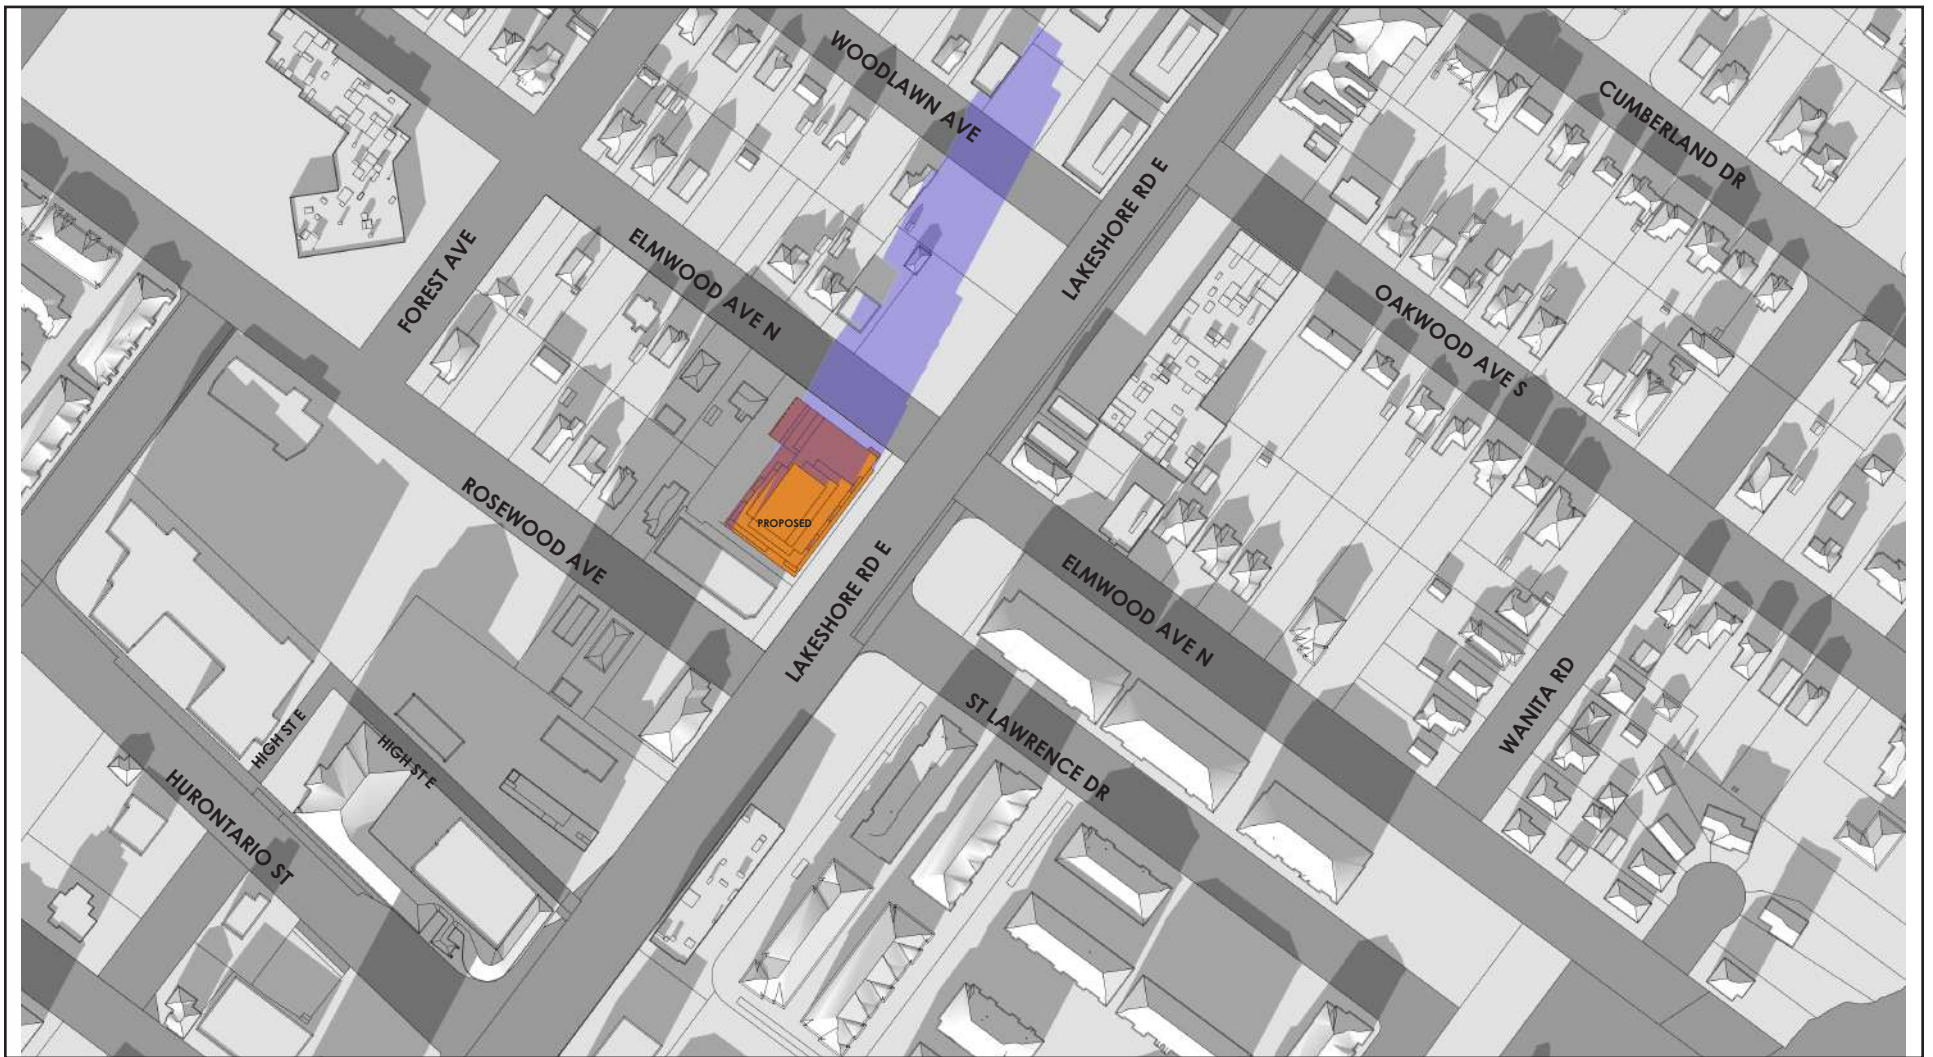 WOODLAWN AVE
CUMBERLAND DR
LAKESHORE RD E
FOREST AVE
ELMWOOD AVE N
OAKWOOD AVE S
ROSEWOOD AVE
PROPOSED
LAKESHORE RD E
ELMWOOD AVE N
ST LAWRENCE DR
WANITA RD
HIGH ST E
HIGH ST E
HURONTARIO ST